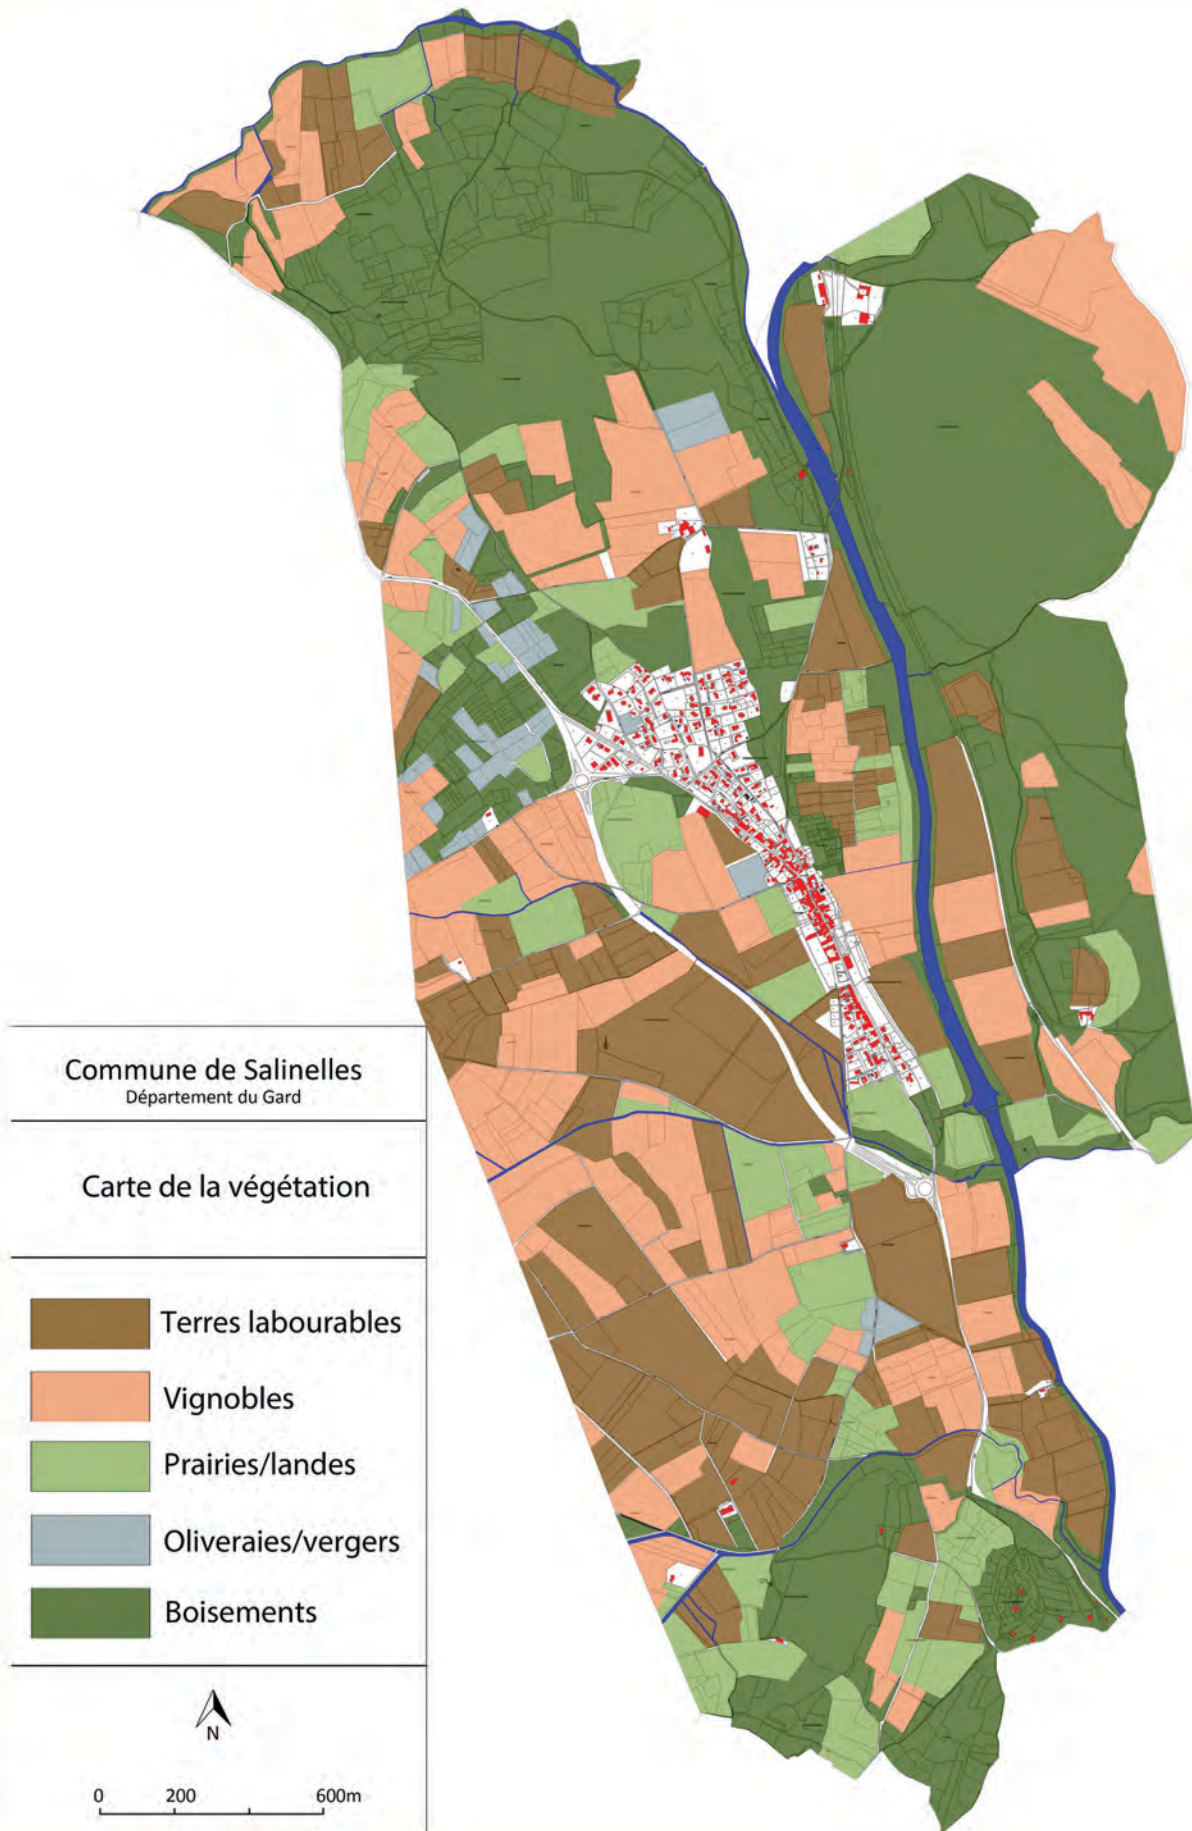 Commune de Salinelles
Département du Gard
Carte de la végétation
Terres labourables
Vignobles
Prairies/landes
Oliveraies/vergers
Boisements
N
0 200 600m